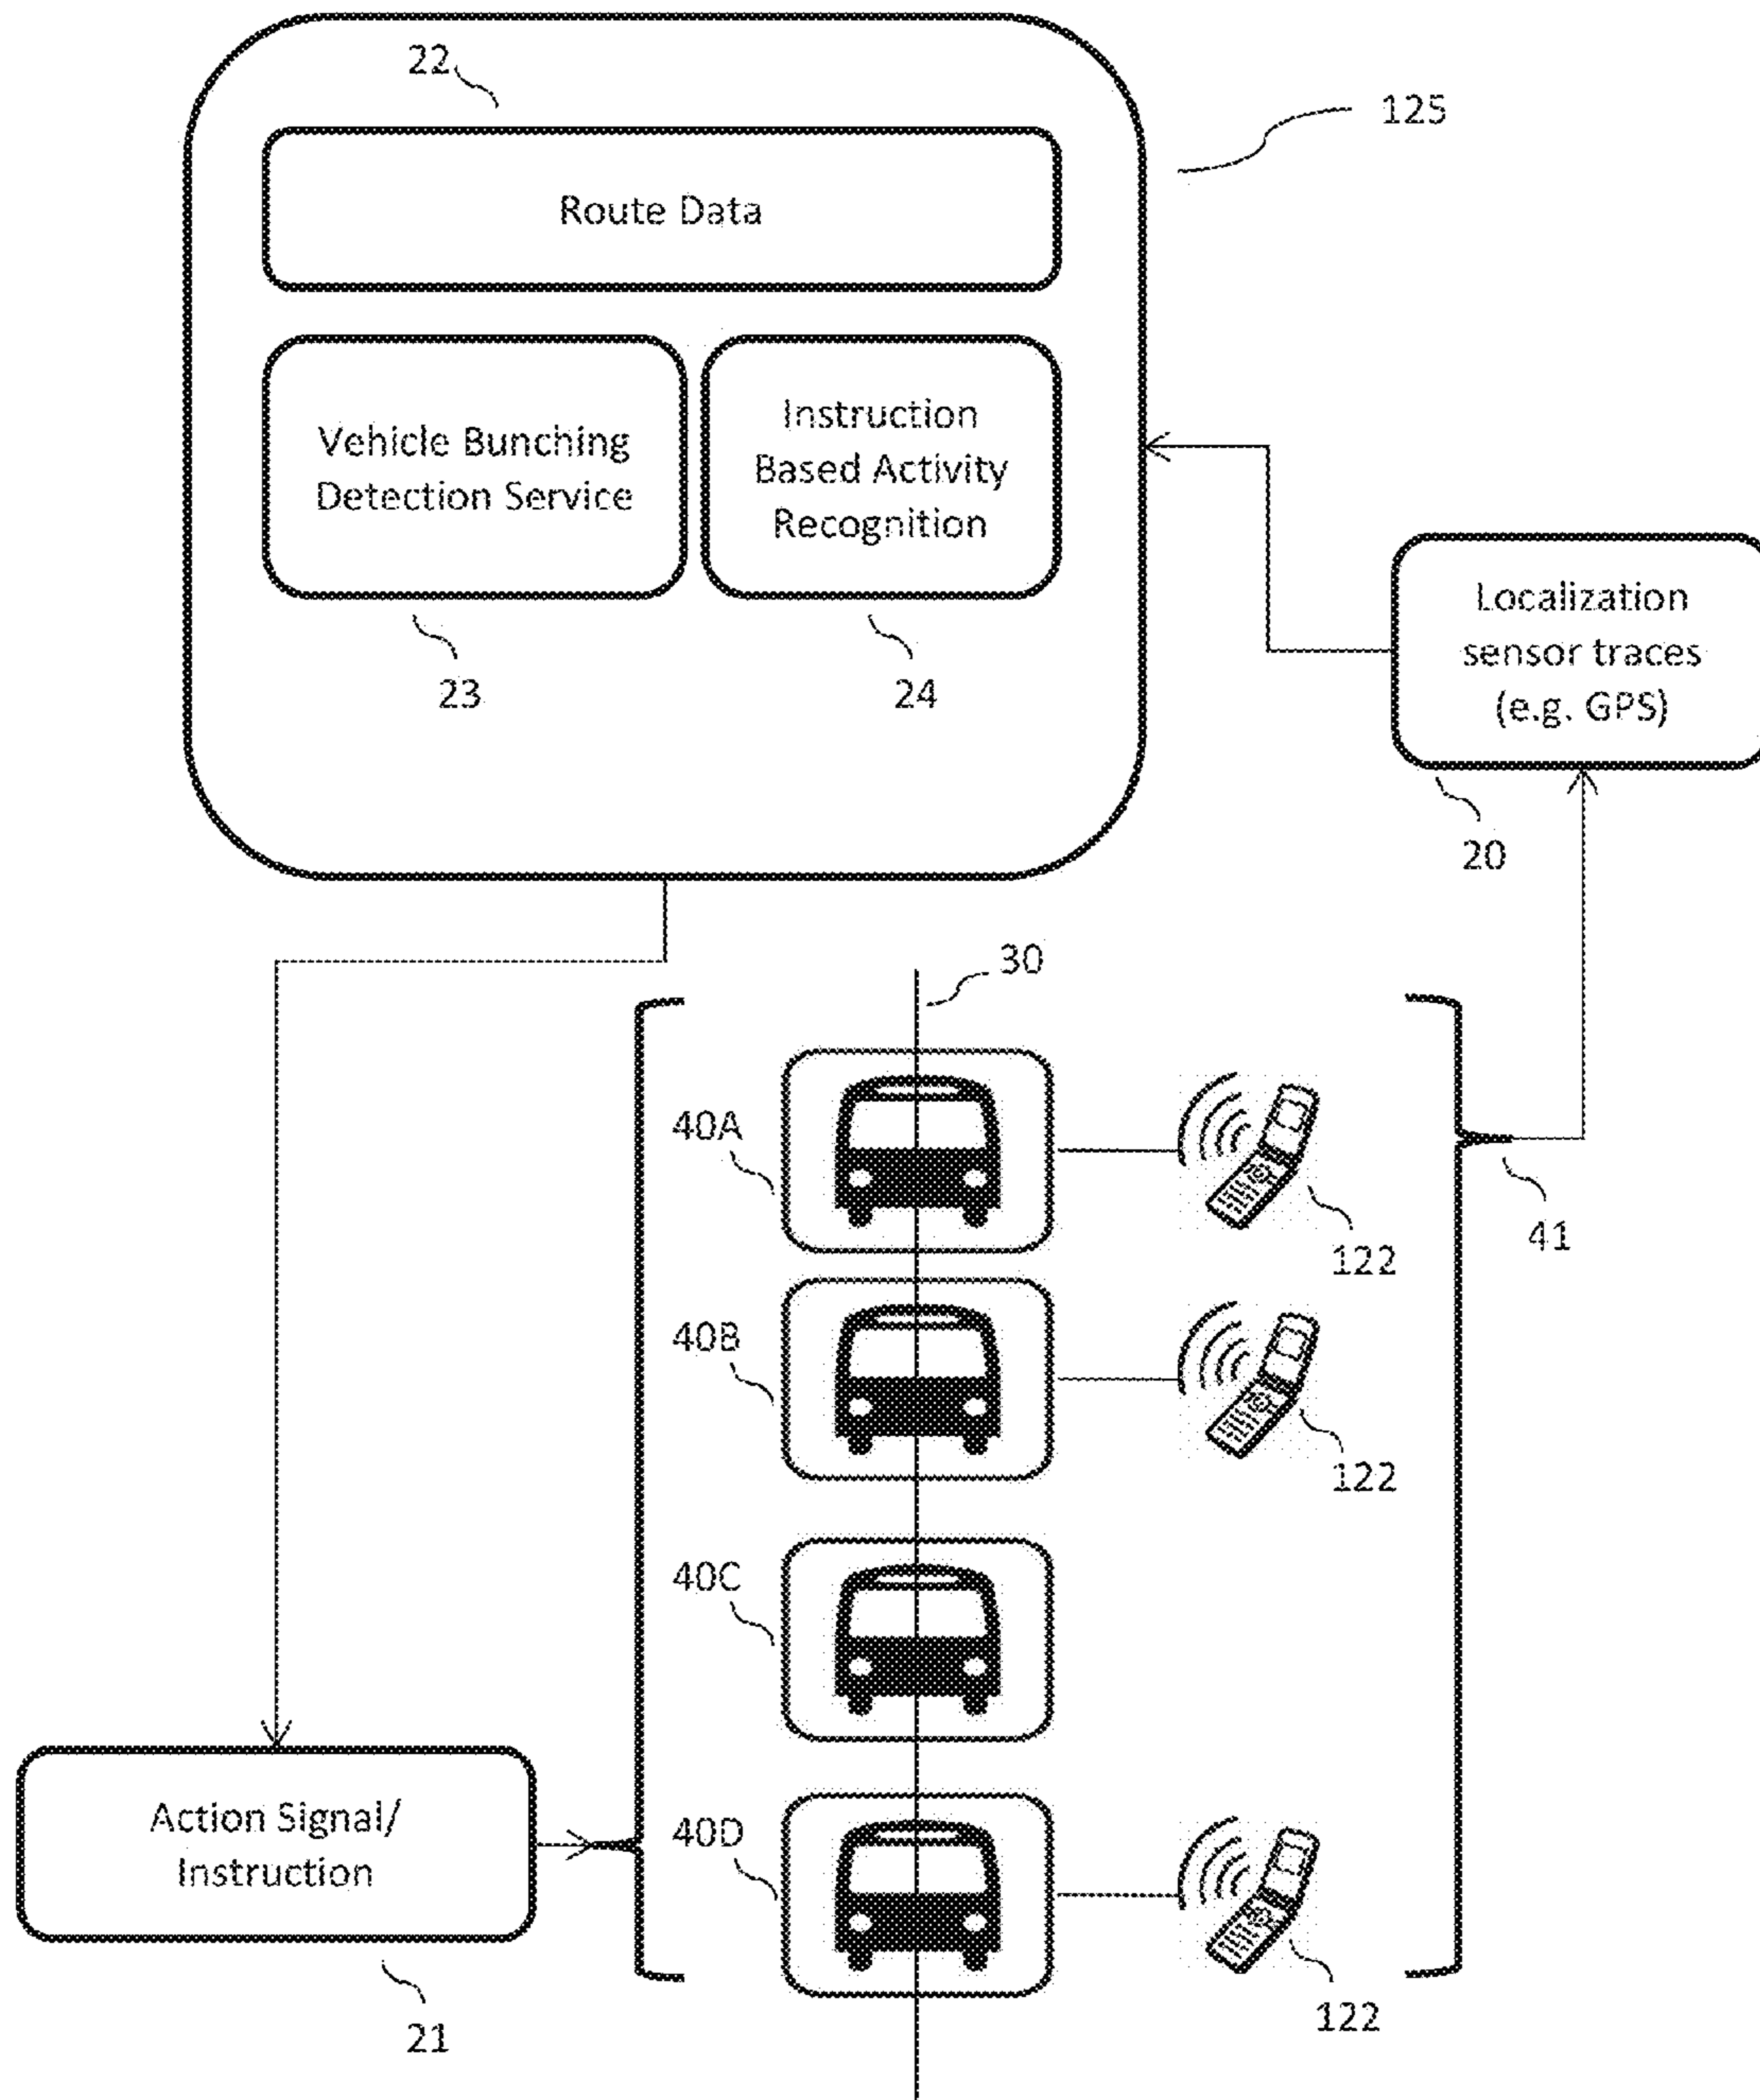 22
125
Route Data
Vehicle Bunching
Detection Service
Instruction
Based Activity
Recognition
23
24
Localization
sensor traces
(e.g. GPS)
20
30
40A
122
41
40B
122
40C
40D
122
Action Signal/
Instruction
21